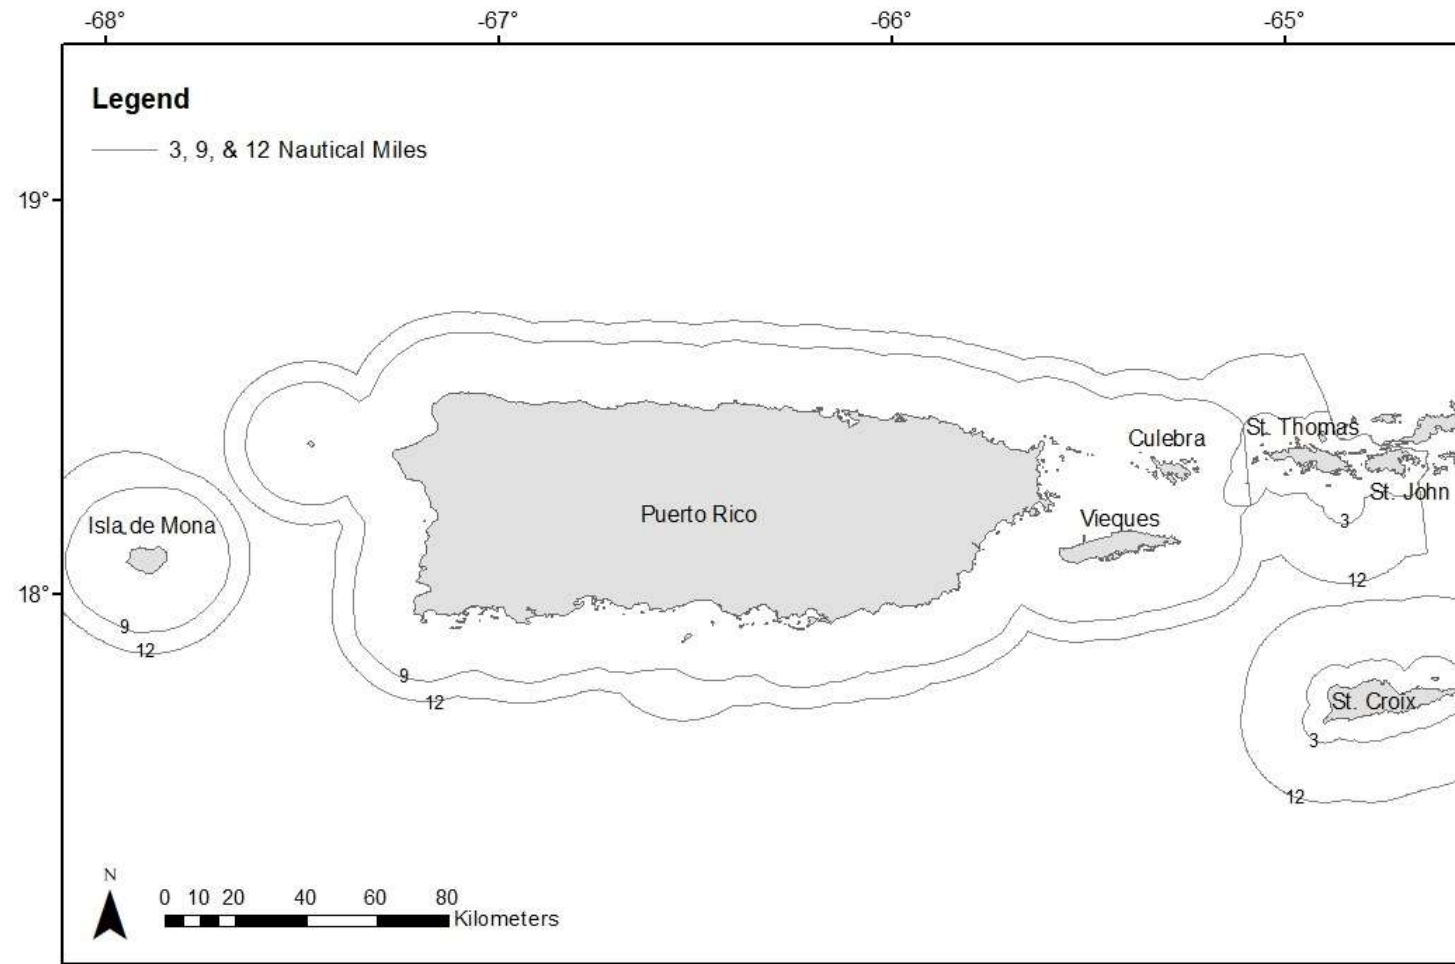 -68°
-67°
-66°
-65°
Legend
3, 9, & 12 Nautical Miles
19°
St. Thomas
Culebra
St. John
Puerto Rico
Vieques
3
Isla de Mona
18°
12
9
12
9
12
St. Croix
3
12
N
0 10 20 40 60 80
Kilometers